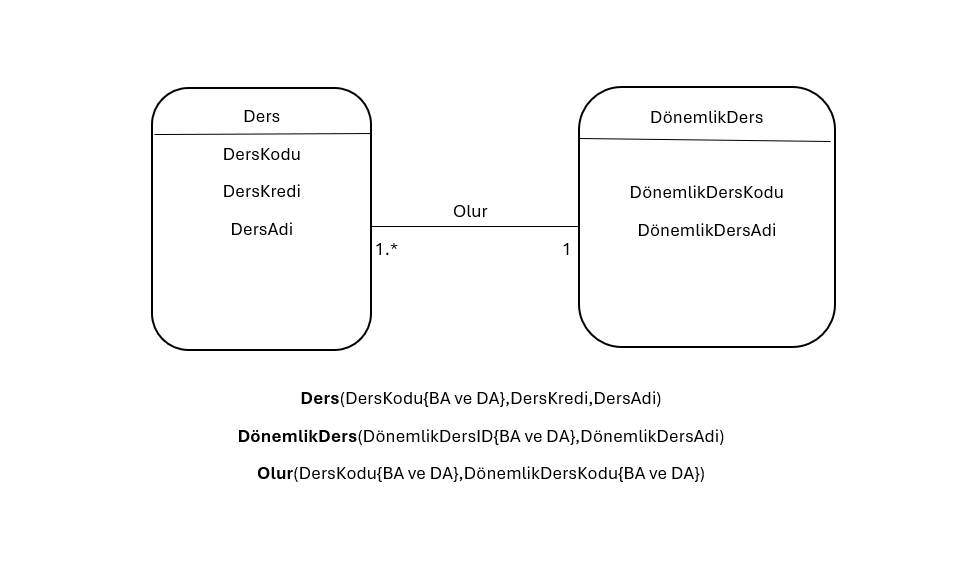 Ders
DersKodu
DersKredi
DersAdi
Olur
1.*
1
DönemlikDers
DönemlikDersKodu
DönemlikDersAdi
Ders(DersKodu{BA ve DA},DersKredi,DersAdi)
DönemlikDers(DönemlikDersID{BA ve DA},DönemlikDersAdi)
Olur(DersKodu{BA ve DA},DönemlikDersKodu{BA ve DA})